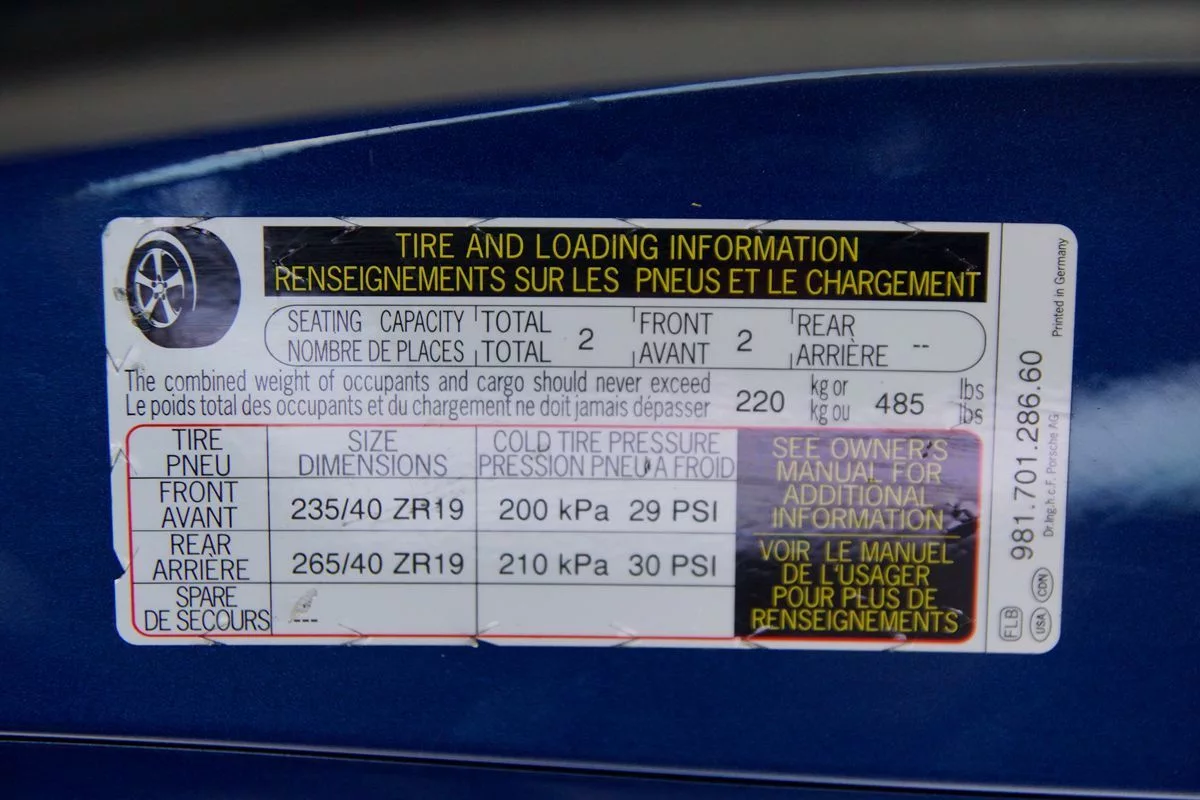 TIRE AND LOADING INFORMATION
RENSEIGNEMENTS SUR LES PNEUS ET LE CHARGEMENT
SEATING CAPACITY TOTAL 2 FRONT 2 REAR --
NOMBRE DE PLACES TOTAL AVANT ARRIÈRE
The combined weight of occupants and cargo should never exceed 220 kg or 485 lbs
Le poids total des occupants et du chargement ne doit jamais dépasser kg ou lbs
TIRE SIZE COLD TIRE PRESSURE
PNEU DIMENSIONS PRESSION PNEU A FROID
FRONT
AVANT 235/40 ZR19 200 kPa 29 PSI
REAR
ARRIÈRE 265/40 ZR19 210 kPa 30 PSI
SPARE
DE SECOURS ---
SEE OWNER'S
MANUAL FOR
ADDITIONAL
INFORMATION
VOIR LE MANUEL
DE L'USAGER
POUR PLUS DE
RENSEIGNEMENTS
Printed in Germany
981.701.286.60
Dr.Ing.h.c.F. Porsche AG
FLB
USA
CDN